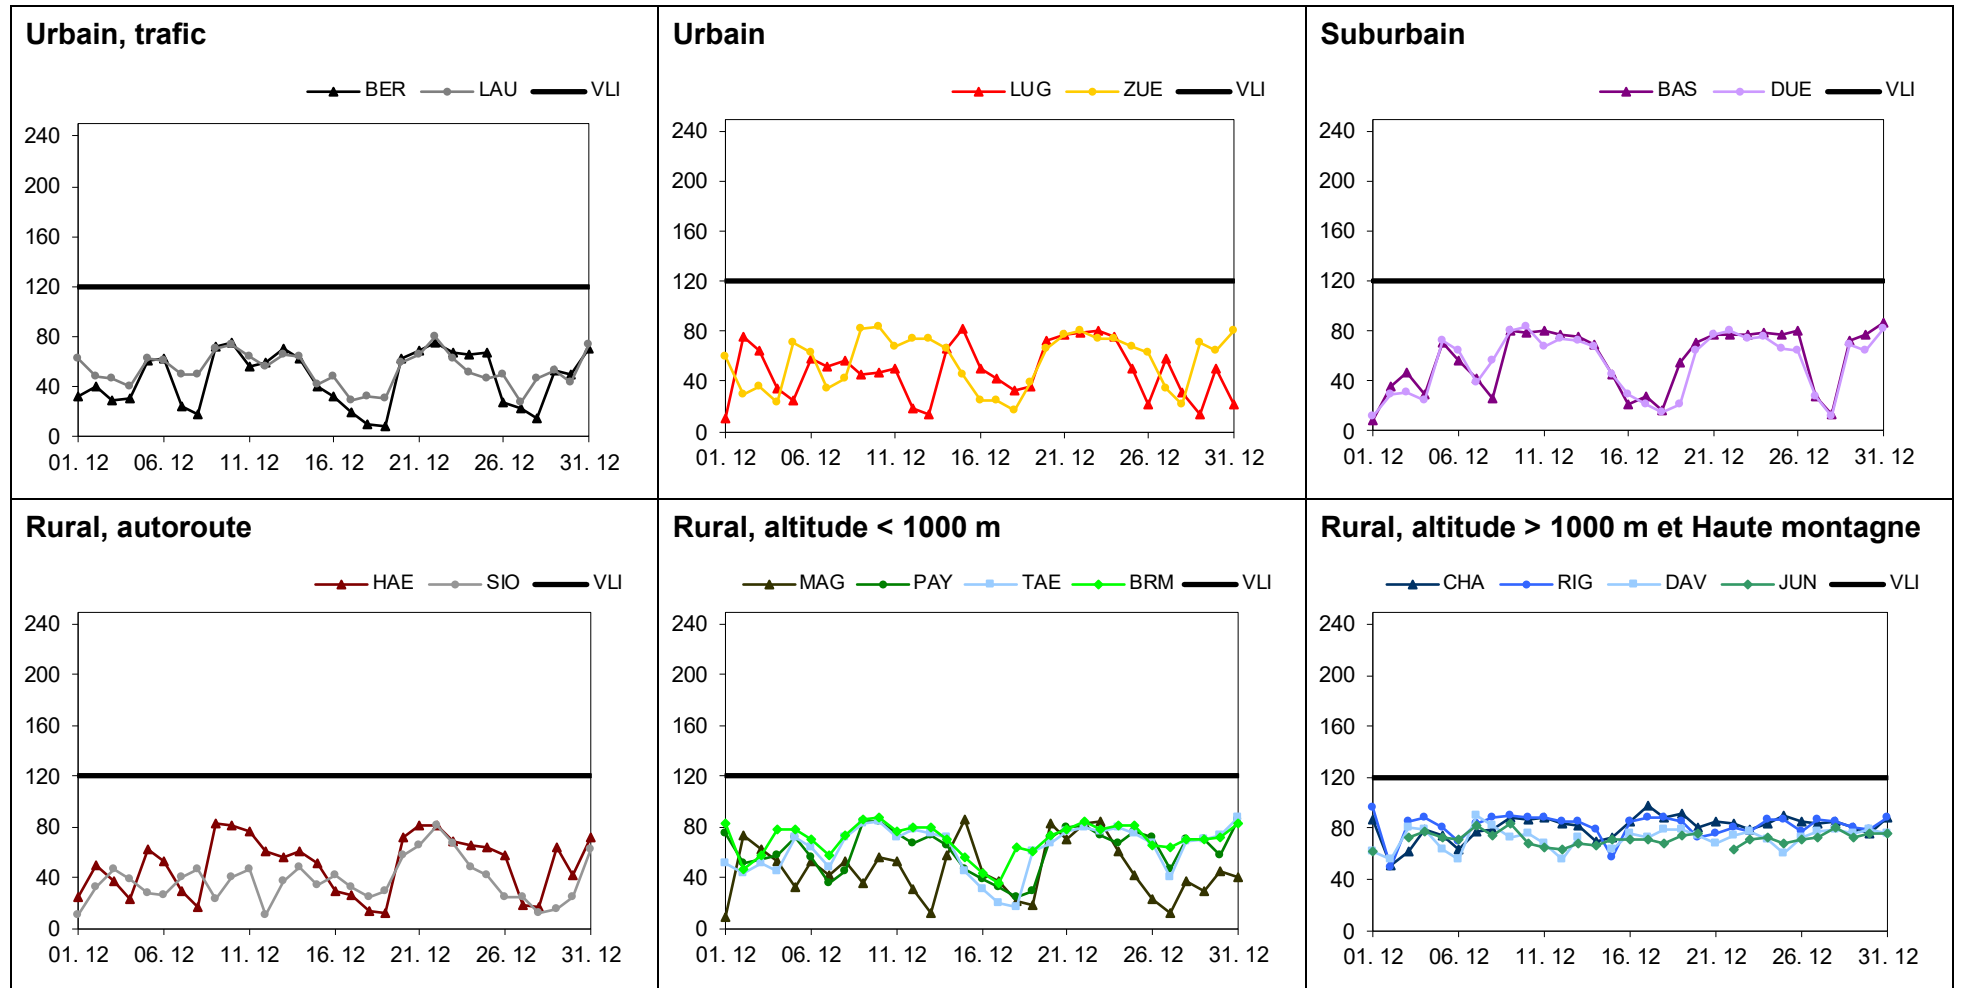 Urbain, trafic
BER LAU VLI
240
200
160
120
80
40
0
01. 12 06. 12 11. 12 16. 12 21. 12 26. 12 31. 12
Urbain
LUG ZUE VLI
240
200
160
120
80
40
0
01. 12 06. 12 11. 12 16. 12 21. 12 26. 12 31. 12
Suburbain
BAS DUE VLI
240
200
160
120
80
40
0
01. 12 06. 12 11. 12 16. 12 21. 12 26. 12 31. 12
Rural, autoroute
HAE SIO VLI
240
200
160
120
80
40
0
01. 12 06. 12 11. 12 16. 12 21. 12 26. 12 31. 12
Rural, altitude < 1000 m
MAG PAY TAE BRM VLI
240
200
160
120
80
40
0
01. 12 06. 12 11. 12 16. 12 21. 12 26. 12 31. 12
Rural, altitude > 1000 m et Haute montagne
CHA RIG DAV JUN VLI
240
200
160
120
80
40
0
01. 12 06. 12 11. 12 16. 12 21. 12 26. 12 31. 12